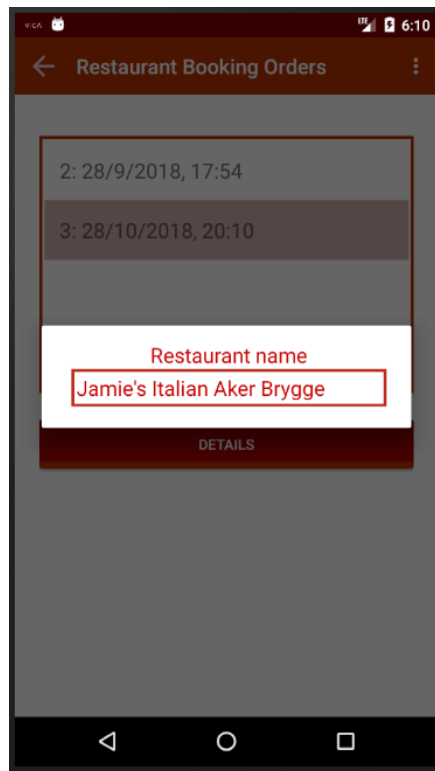 LTE 6:10
Restaurant Booking Orders
2: 28/9/2018, 17:54
3: 28/10/2018, 20:10
Restaurant name
Jamie's Italian Aker Brygge
DETAILS